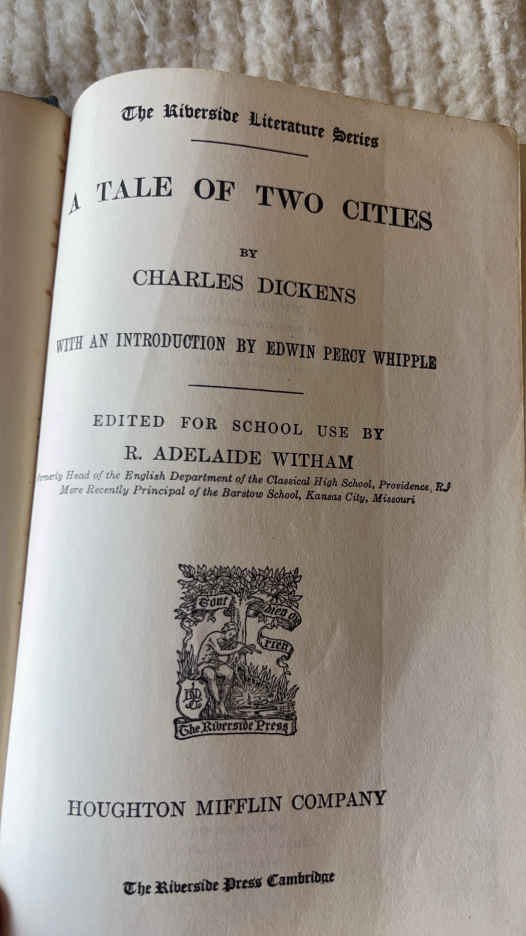 The Riverside Literature Series
A TALE OF TWO CITIES
BY
CHARLES DICKENS
WITH AN INTRODUCTION BY EDWIN PERCY WHIPPLE
EDITED FOR SCHOOL USE BY
R. ADELAIDE WITHAM
Formerly Head of the English Department of the Classical High School, Providence, RI
More Recently Principal of the Barstow School, Kansas City, Missouri
Tout bien ou
rien
The Riverside Press
HOUGHTON MIFFLIN COMPANY
The Riverside Press Cambridge